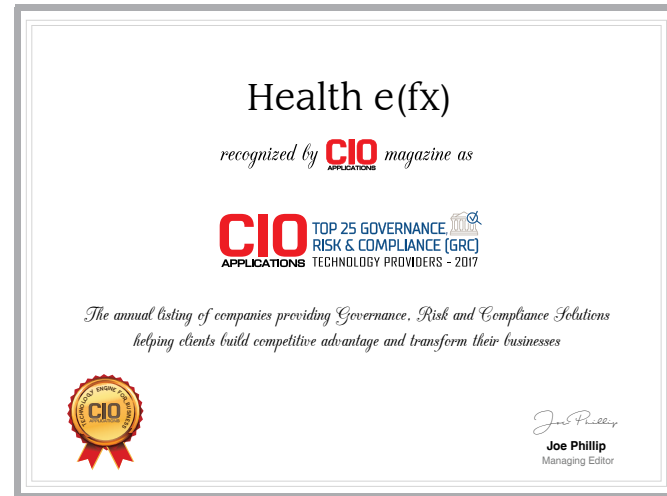 Health e(fx)
recognized by CIO APPLICATIONS magazine as
CIO APPLICATIONS
TOP 25 GOVERNANCE,
RISK & COMPLIANCE (GRC)
TECHNOLOGY PROVIDERS - 2017
The annual listing of companies providing Governance, Risk and Compliance Solutions
helping clients build competitive advantage and transform their businesses
TECHNOLOGY ENGINE FOR BUSINESS
CIO
APPLICATIONS
Joe Phillip
Joe Phillip
Managing Editor